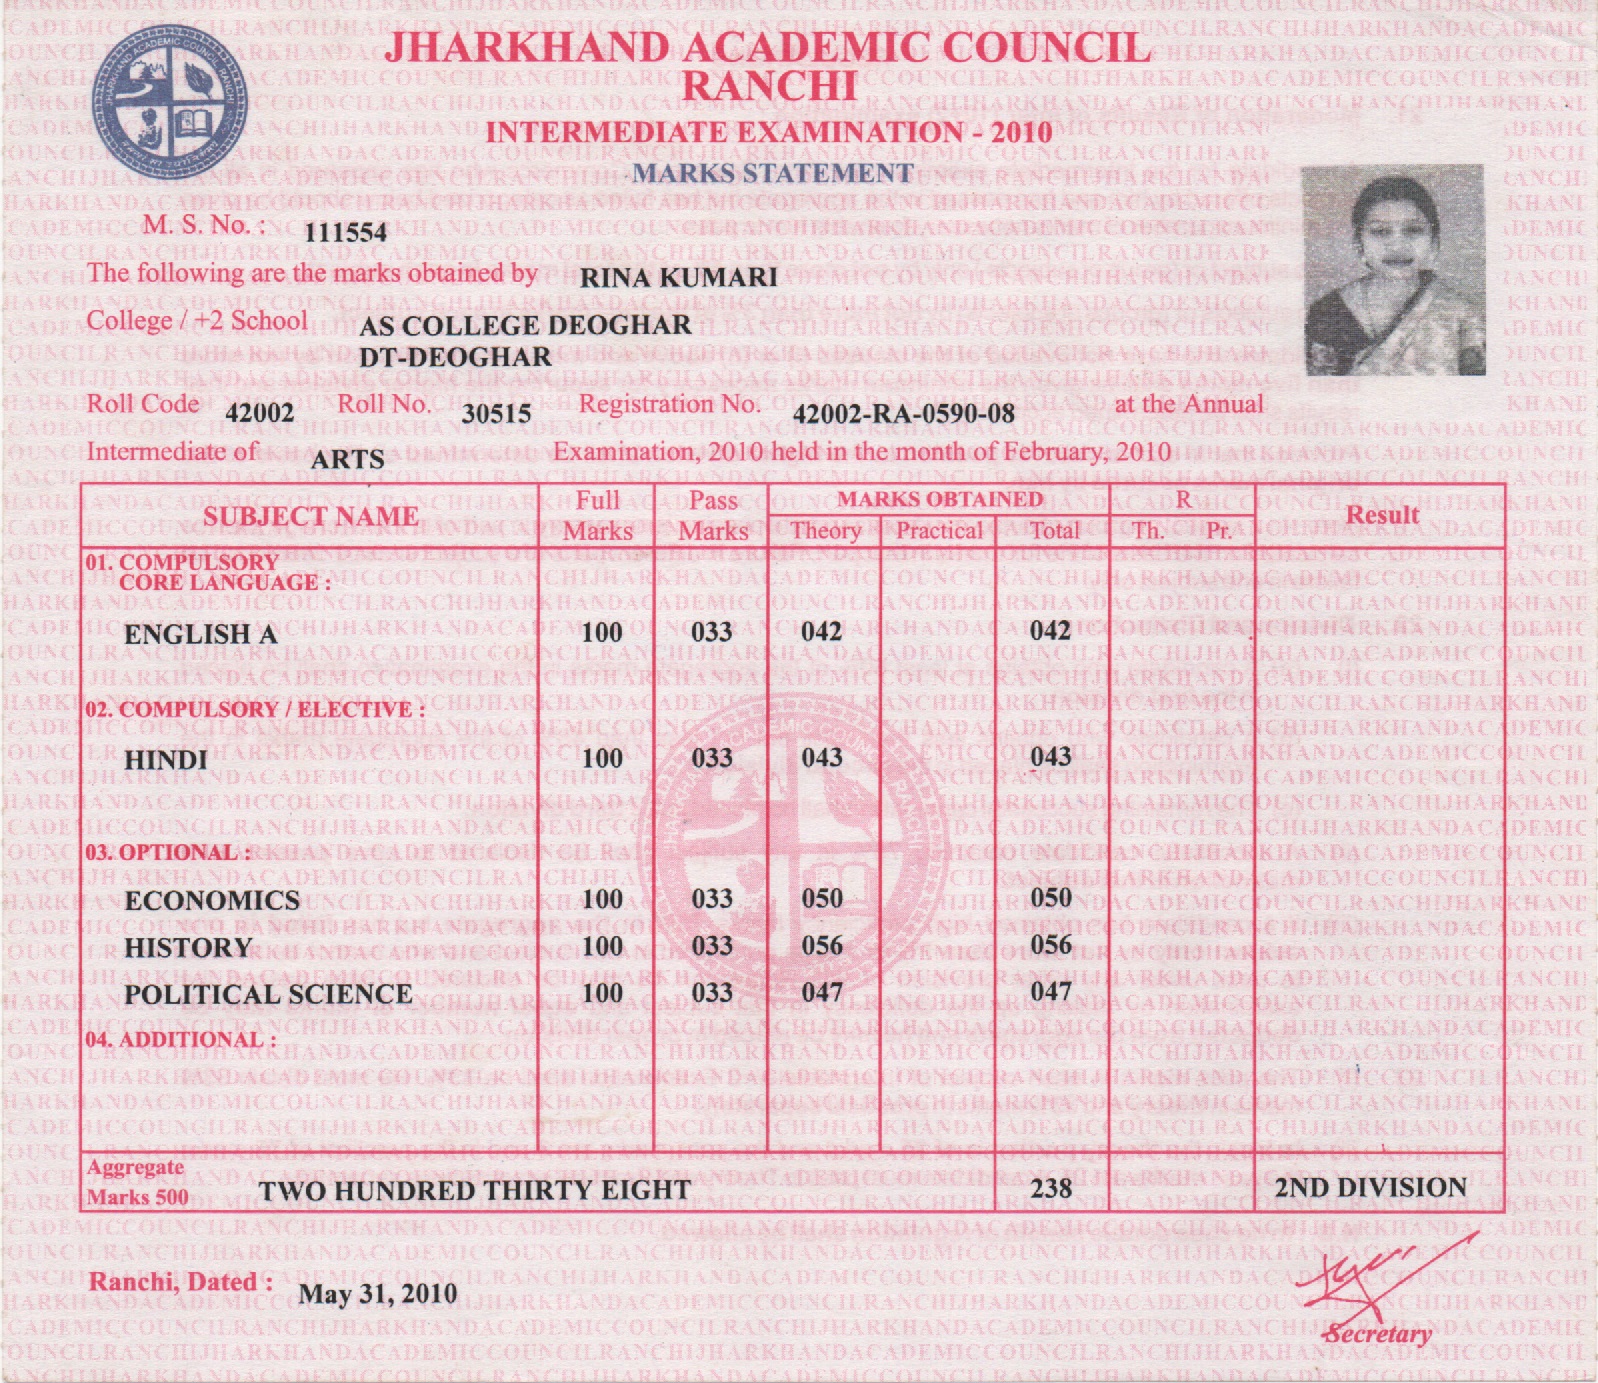 JHARKHAND ACADEMIC COUNCIL
RANCHI
INTERMEDIATE EXAMINATION - 2010
MARKS STATEMENT
M. S. No. : 111554
The following are the marks obtained by RINA KUMARI
College / +2 School AS COLLEGE DEOGHAR
DT-DEOGHAR
Roll Code 42002 Roll No. 30515 Registration No. 42002-RA-0590-08 at the Annual
Intermediate of ARTS Examination, 2010 held in the month of February, 2010
SUBJECT NAME Full Marks Pass Marks MARKS OBTAINED R Result
Theory Practical Total Th. Pr.
01. COMPULSORY
CORE LANGUAGE :
ENGLISH A 100 033 042 042
02. COMPULSORY / ELECTIVE :
HINDI 100 033 043 043
03. OPTIONAL :
ECONOMICS 100 033 050 050
HISTORY 100 033 056 056
POLITICAL SCIENCE 100 033 047 047
04. ADDITIONAL :
Aggregate
Marks 500 TWO HUNDRED THIRTY EIGHT 238 2ND DIVISION
Ranchi, Dated : May 31, 2010
Secretary